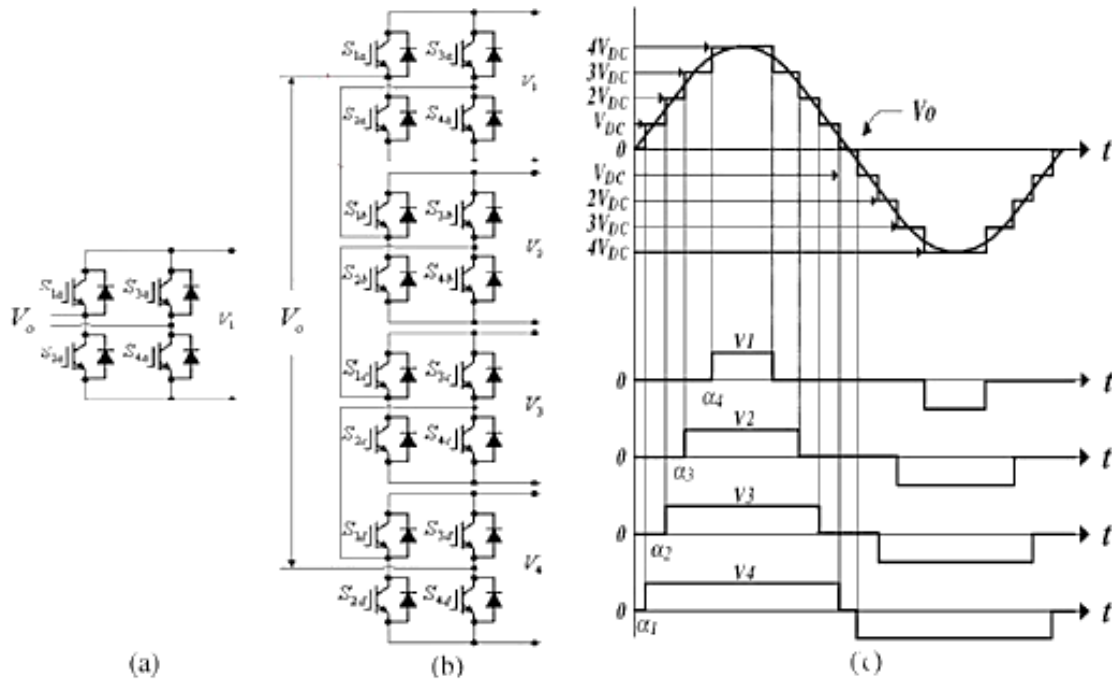 S1a
S3a
V1
S2a
S4a
Vo
(a)
S1a
S3a
V1
S2a
S4a
S1b
S3b
V2
S2b
S4b
Vo
S1c
S3c
V3
S2c
S4c
S1d
S3d
V4
S2d
S4d
(b)
4VDC
3VDC
2VDC
VDC
0
VDC
2VDC
3VDC
4VDC
Vo
t
V1
0
α4
t
V2
0
α3
t
V3
0
α2
t
V4
0
α1
t
(c)